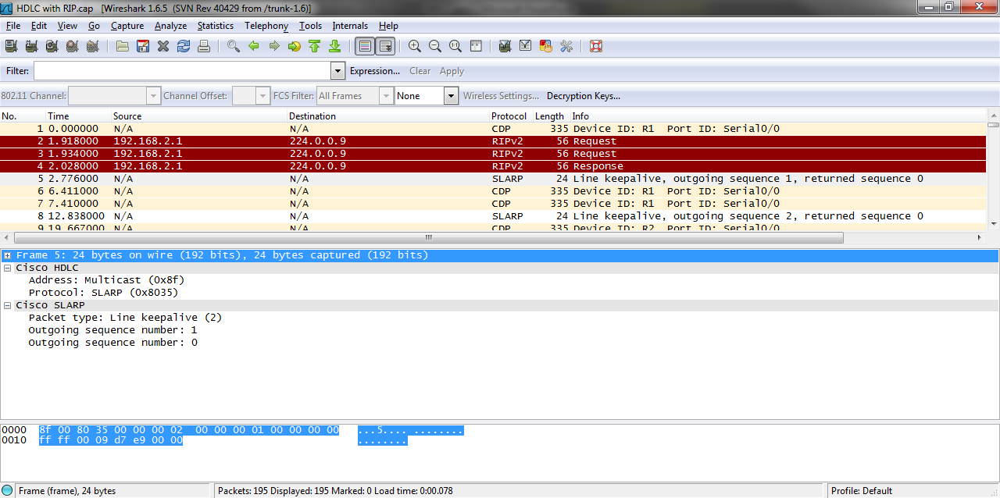 HDLC with RIP.cap   [Wireshark 1.6.5  (SVN Rev 40429 from /trunk-1.6)]
File Edit View Go Capture Analyze Statistics Telephony Tools Internals Help
Filter: Expression... Clear Apply
802.11 Channel: Channel Offset: FCS Filter: All Frames None Wireless Settings... Decryption Keys...
No. Time Source Destination Protocol Length Info
1 0.000000 N/A N/A CDP 335 Device ID: R1  Port ID: Serial0/0
2 1.918000 192.168.2.1 224.0.0.9 RIPv2 56 Request
3 1.934000 192.168.2.1 224.0.0.9 RIPv2 56 Request
4 2.028000 192.168.2.1 224.0.0.9 RIPv2 56 Response
5 2.776000 N/A N/A SLARP 24 Line keepalive, outgoing sequence 1, returned sequence 0
6 6.411000 N/A N/A CDP 335 Device ID: R1  Port ID: Serial0/0
7 7.410000 N/A N/A CDP 335 Device ID: R1  Port ID: Serial0/0
8 12.838000 N/A N/A SLARP 24 Line keepalive, outgoing sequence 2, returned sequence 0
9 19.667000 N/A N/A CDP 335 Device ID: R2  Port ID: Serial0/0
Frame 5: 24 bytes on wire (192 bits), 24 bytes captured (192 bits)
Cisco HDLC
Address: Multicast (0x8f)
Protocol: SLARP (0x8035)
Cisco SLARP
Packet type: Line keepalive (2)
Outgoing sequence number: 1
Outgoing sequence number: 0
0000 8f 00 80 35 00 00 00 02  00 00 00 01 00 00 00 00 ...5.... ........
0010 ff ff 00 09 d7 e9 00 00 ........
Frame (frame), 24 bytes Packets: 195 Displayed: 195 Marked: 0 Load time: 0:00.078 Profile: Default